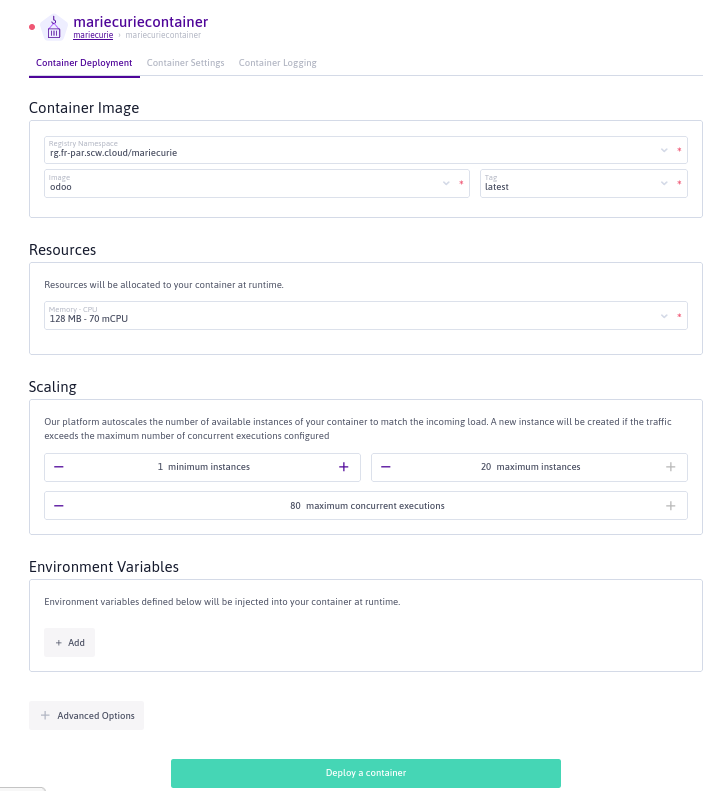 mariecuriecontainer
mariecurie › mariecuriecontainer
Container Deployment Container Settings Container Logging
Container Image
Registry Namespace
rg.fr-par.scw.cloud/mariecurie *
Image Tag
odoo * latest *
Resources
Resources will be allocated to your container at runtime.
Memory - CPU
128 MB - 70 mCPU *
Scaling
Our platform autoscales the number of available instances of your container to match the incoming load. A new instance will be created if the traffic
exceeds the maximum number of concurrent executions configured
− 1 minimum instances + − 20 maximum instances +
− 80 maximum concurrent executions +
Environment Variables
Environment variables defined below will be injected into your container at runtime.
+ Add
+ Advanced Options
Deploy a container